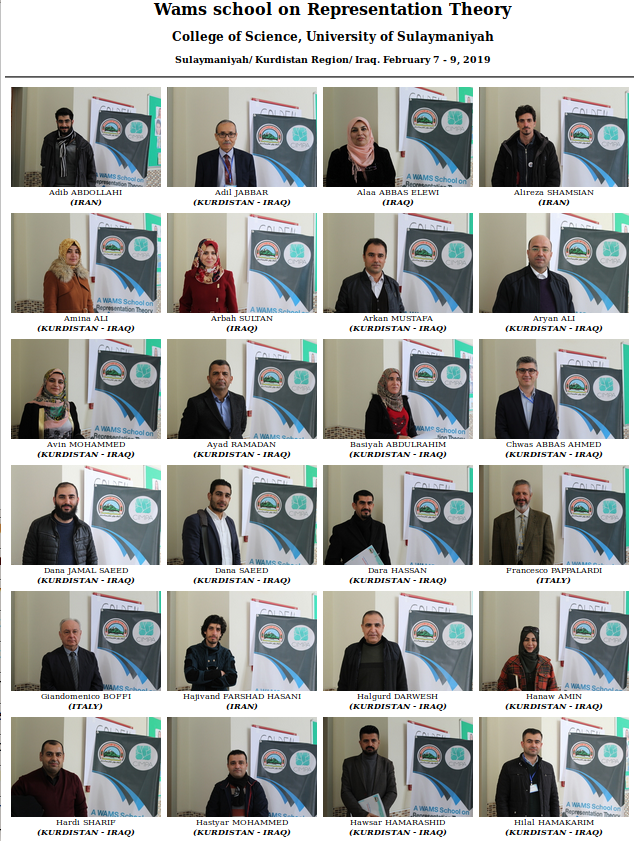 Wams school on Representation Theory
College of Science, University of Sulaymaniyah
Sulaymaniyah/ Kurdistan Region/ Iraq. February 7 - 9, 2019
Adib ABDOLLAHI
(IRAN)
Adil JABBAR
(KURDISTAN - IRAQ)
Alaa ABBAS ELEWI
(IRAQ)
Alireza SHAMSIAN
(IRAN)
Amina ALI
(KURDISTAN - IRAQ)
Arbah SULTAN
(IRAQ)
Arkan MUSTAFA
(KURDISTAN - IRAQ)
Aryan ALI
(KURDISTAN - IRAQ)
Avin MOHAMMED
(KURDISTAN - IRAQ)
Ayad RAMADAN
(KURDISTAN - IRAQ)
Basiyah ABDULRAHIM
(KURDISTAN - IRAQ)
Chwas ABBAS AHMED
(KURDISTAN - IRAQ)
Dana JAMAL SAEED
(KURDISTAN - IRAQ)
Dana SAEED
(KURDISTAN - IRAQ)
Dara HASSAN
(KURDISTAN - IRAQ)
Francesco PAPPALARDI
(ITALY)
Giandomenico BOFFI
(ITALY)
Hajivand FARSHAD HASANI
(IRAN)
Halgurd DARWESH
(KURDISTAN - IRAQ)
Hanaw AMIN
(KURDISTAN - IRAQ)
Hardi SHARIF
(KURDISTAN - IRAQ)
Hastyar MOHAMMED
(KURDISTAN - IRAQ)
Hawsar HAMARASHID
(KURDISTAN - IRAQ)
Hilal HAMAKARIM
(KURDISTAN - IRAQ)